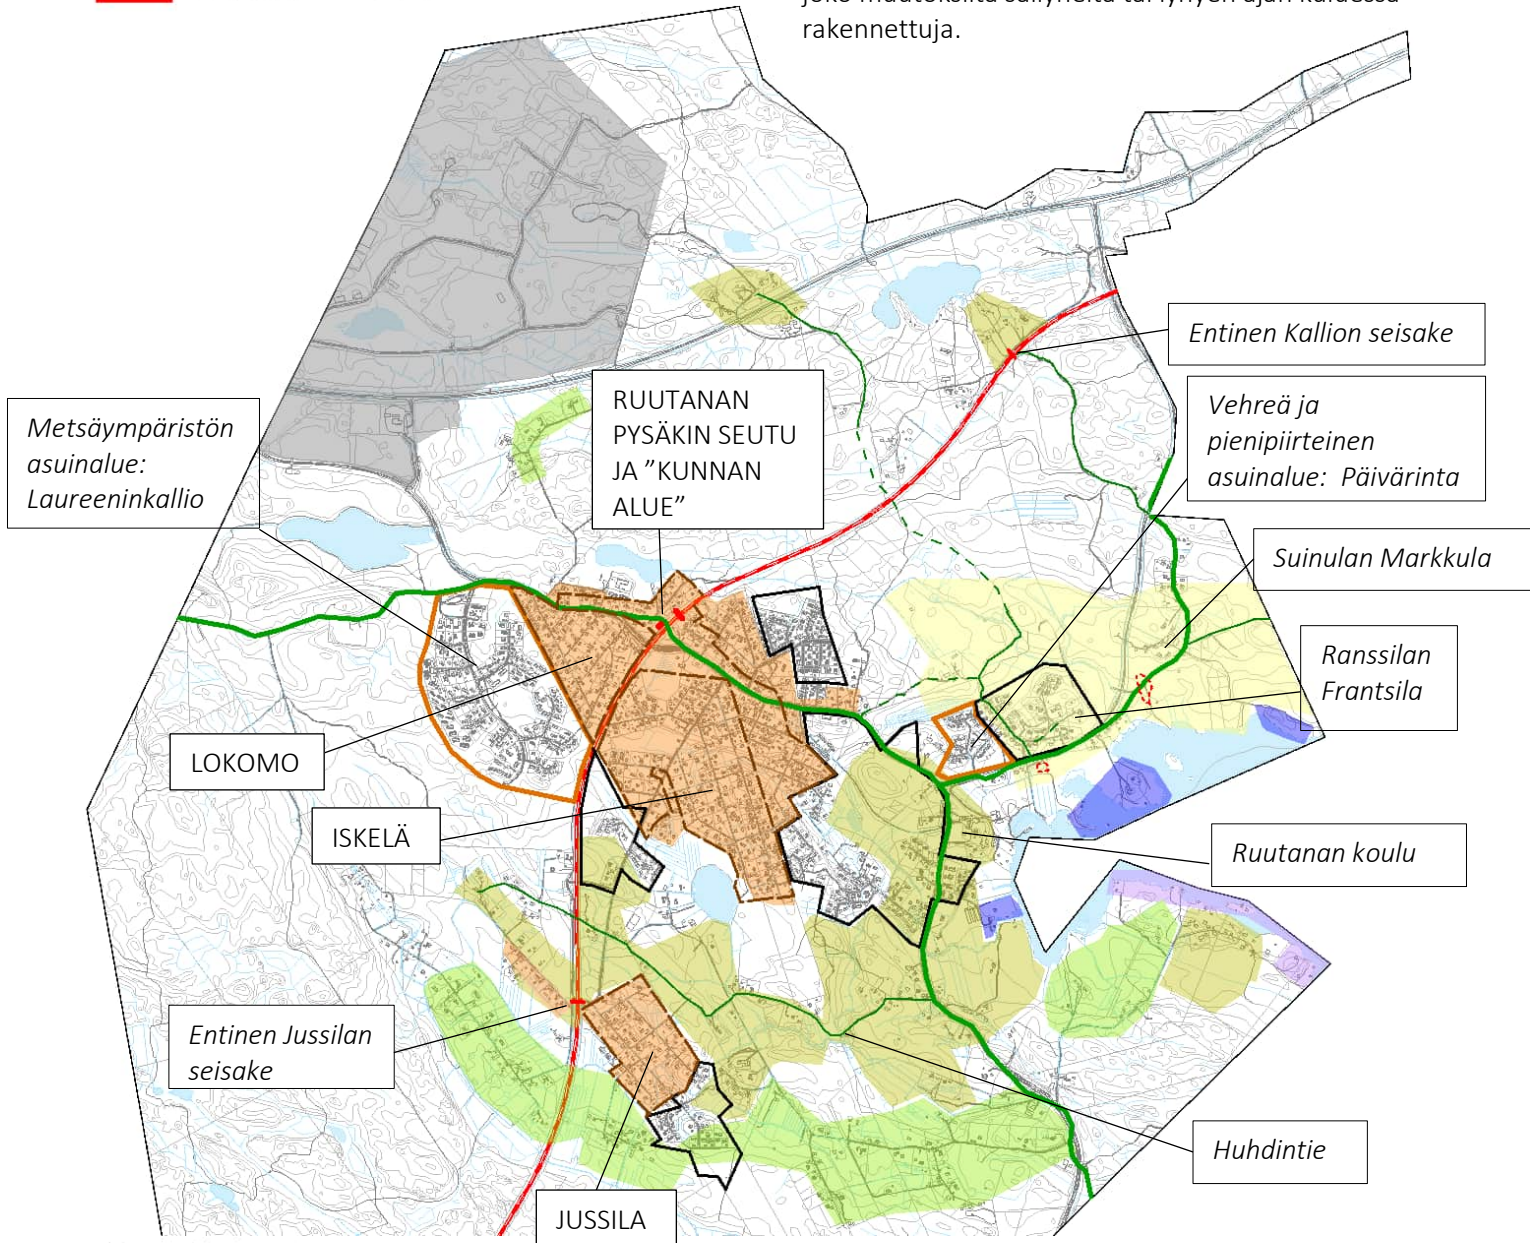 rakennettuja.
Entinen Kallion seisake
RUUTANAN
PYSÄKIN SEUTU
JA ”KUNNAN
ALUE”
Vehreä ja
pienipiirteinen
asuinalue: Päivärinta
Metsäympäristön
asuinalue:
Laureeninkallio
Suinulan Markkula
Ranssilan
Frantsila
LOKOMO
ISKELÄ
Ruutanan koulu
Entinen Jussilan
seisake
Huhdintie
JUSSILA